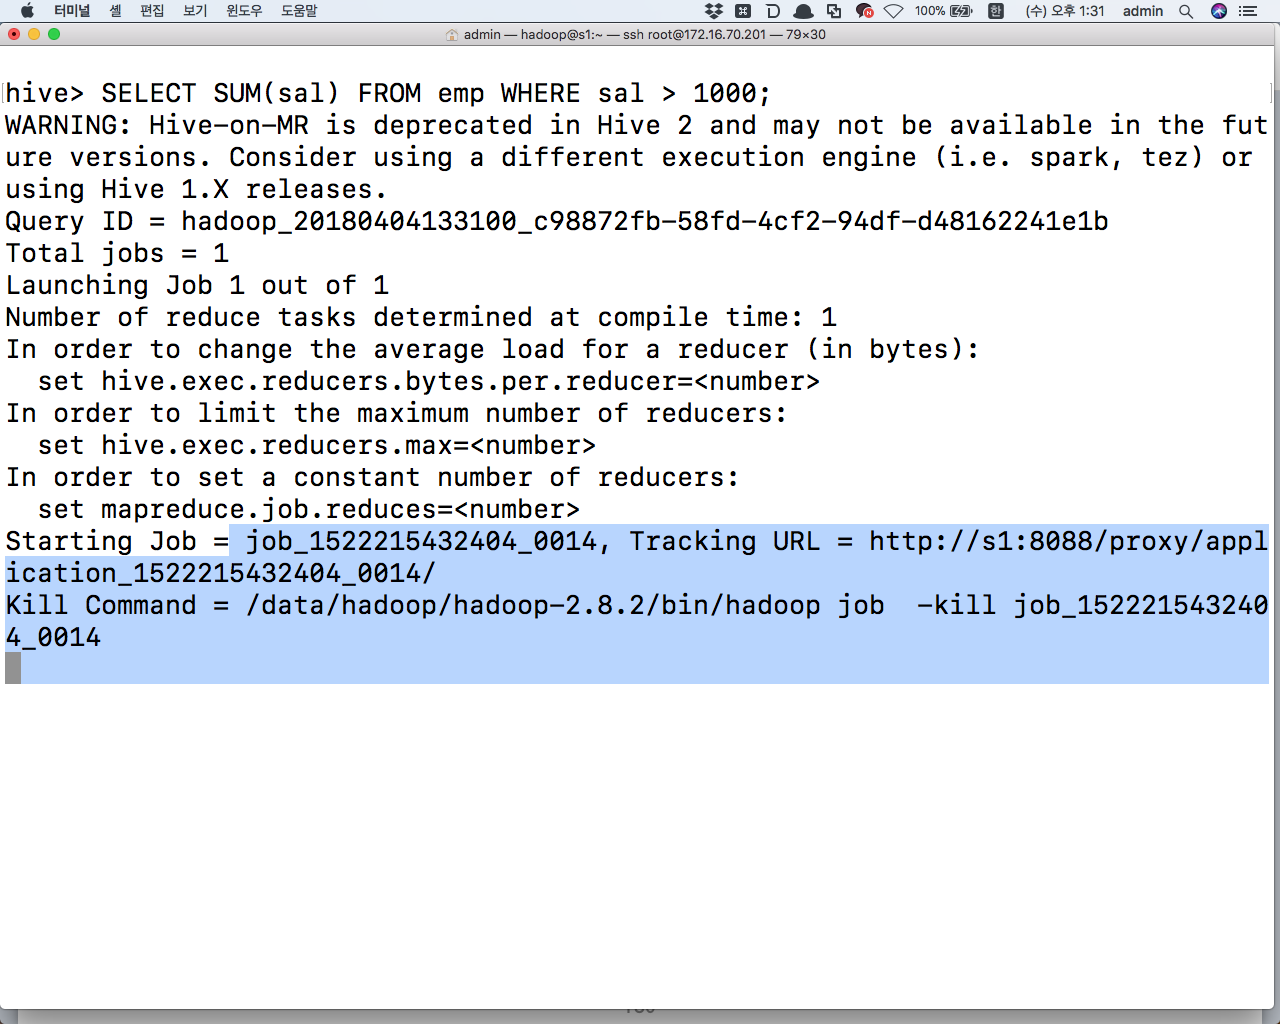 터미널 셸 편집 보기 윈도우 도움말 100% 한 (수) 오후 1:31 admin
admin — hadoop@s1:~ — ssh root@172.16.70.201 — 79×30
hive> SELECT SUM(sal) FROM emp WHERE sal > 1000;
WARNING: Hive-on-MR is deprecated in Hive 2 and may not be available in the fut
ure versions. Consider using a different execution engine (i.e. spark, tez) or
using Hive 1.X releases.
Query ID = hadoop_20180404133100_c98872fb-58fd-4cf2-94df-d48162241e1b
Total jobs = 1
Launching Job 1 out of 1
Number of reduce tasks determined at compile time: 1
In order to change the average load for a reducer (in bytes):
  set hive.exec.reducers.bytes.per.reducer=<number>
In order to limit the maximum number of reducers:
  set hive.exec.reducers.max=<number>
In order to set a constant number of reducers:
  set mapreduce.job.reduces=<number>
Starting Job = job_1522215432404_0014, Tracking URL = http://s1:8088/proxy/appl
ication_1522215432404_0014/
Kill Command = /data/hadoop/hadoop-2.8.2/bin/hadoop job  -kill job_152221543240
4_0014